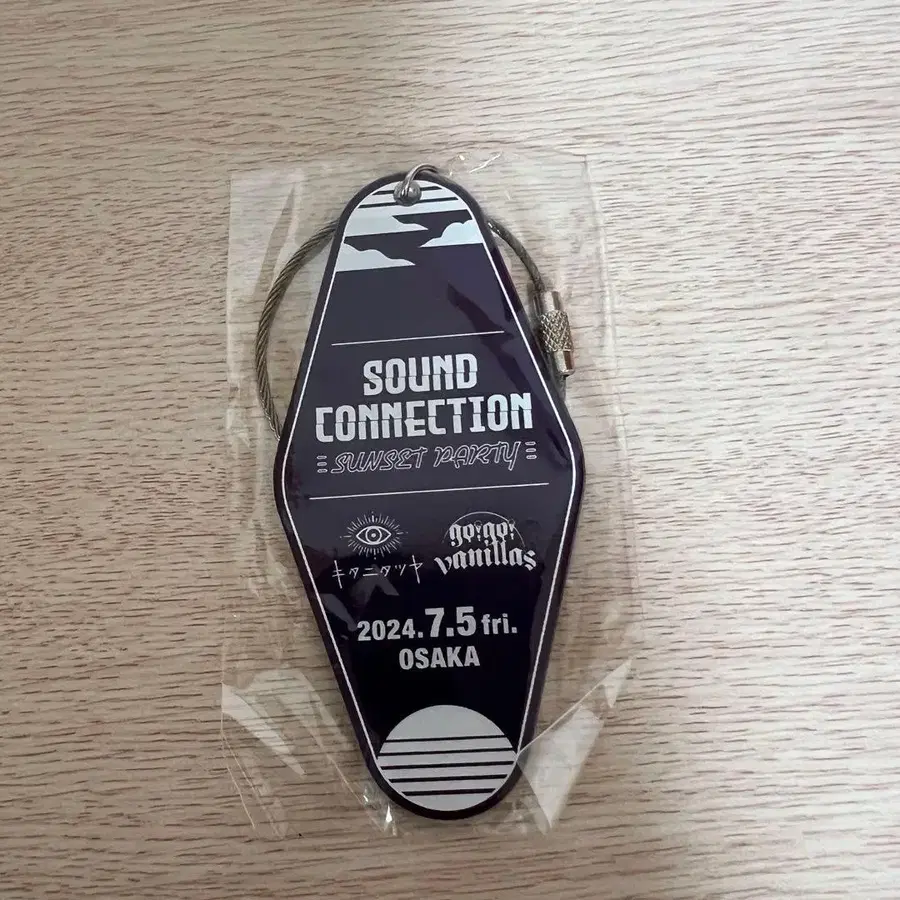 SOUND
CONNECTION
SUNSET PARTY
キタニタツヤ
go!go!
vanillas
2024.7.5 fri.
OSAKA